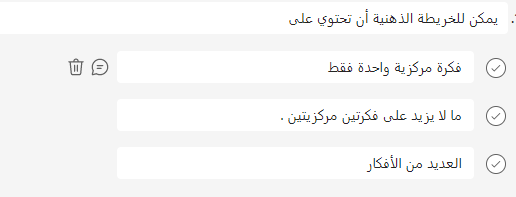 يمكن للخريطة الذهنية أن تحتوي على
فكرة مركزية واحدة فقط
ما لا يزيد على فكرتين مركزيتين .
العديد من الأفكار